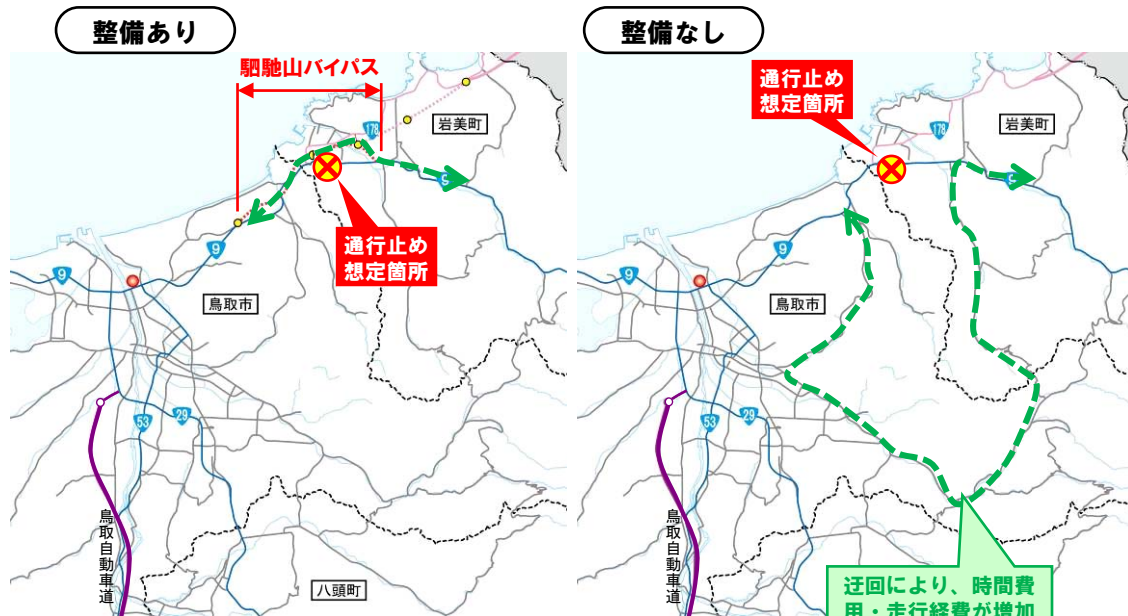 整備あり
駟馳山バイパス
178
岩美町
9
通行止め
想定箇所
9
9
鳥取市
53
29
鳥取自動車道
八頭町
整備なし
通行止め
想定箇所
178
岩美町
9
9
9
鳥取市
53
29
鳥取自動車道
迂回により、時間費
用・走行経費が増加